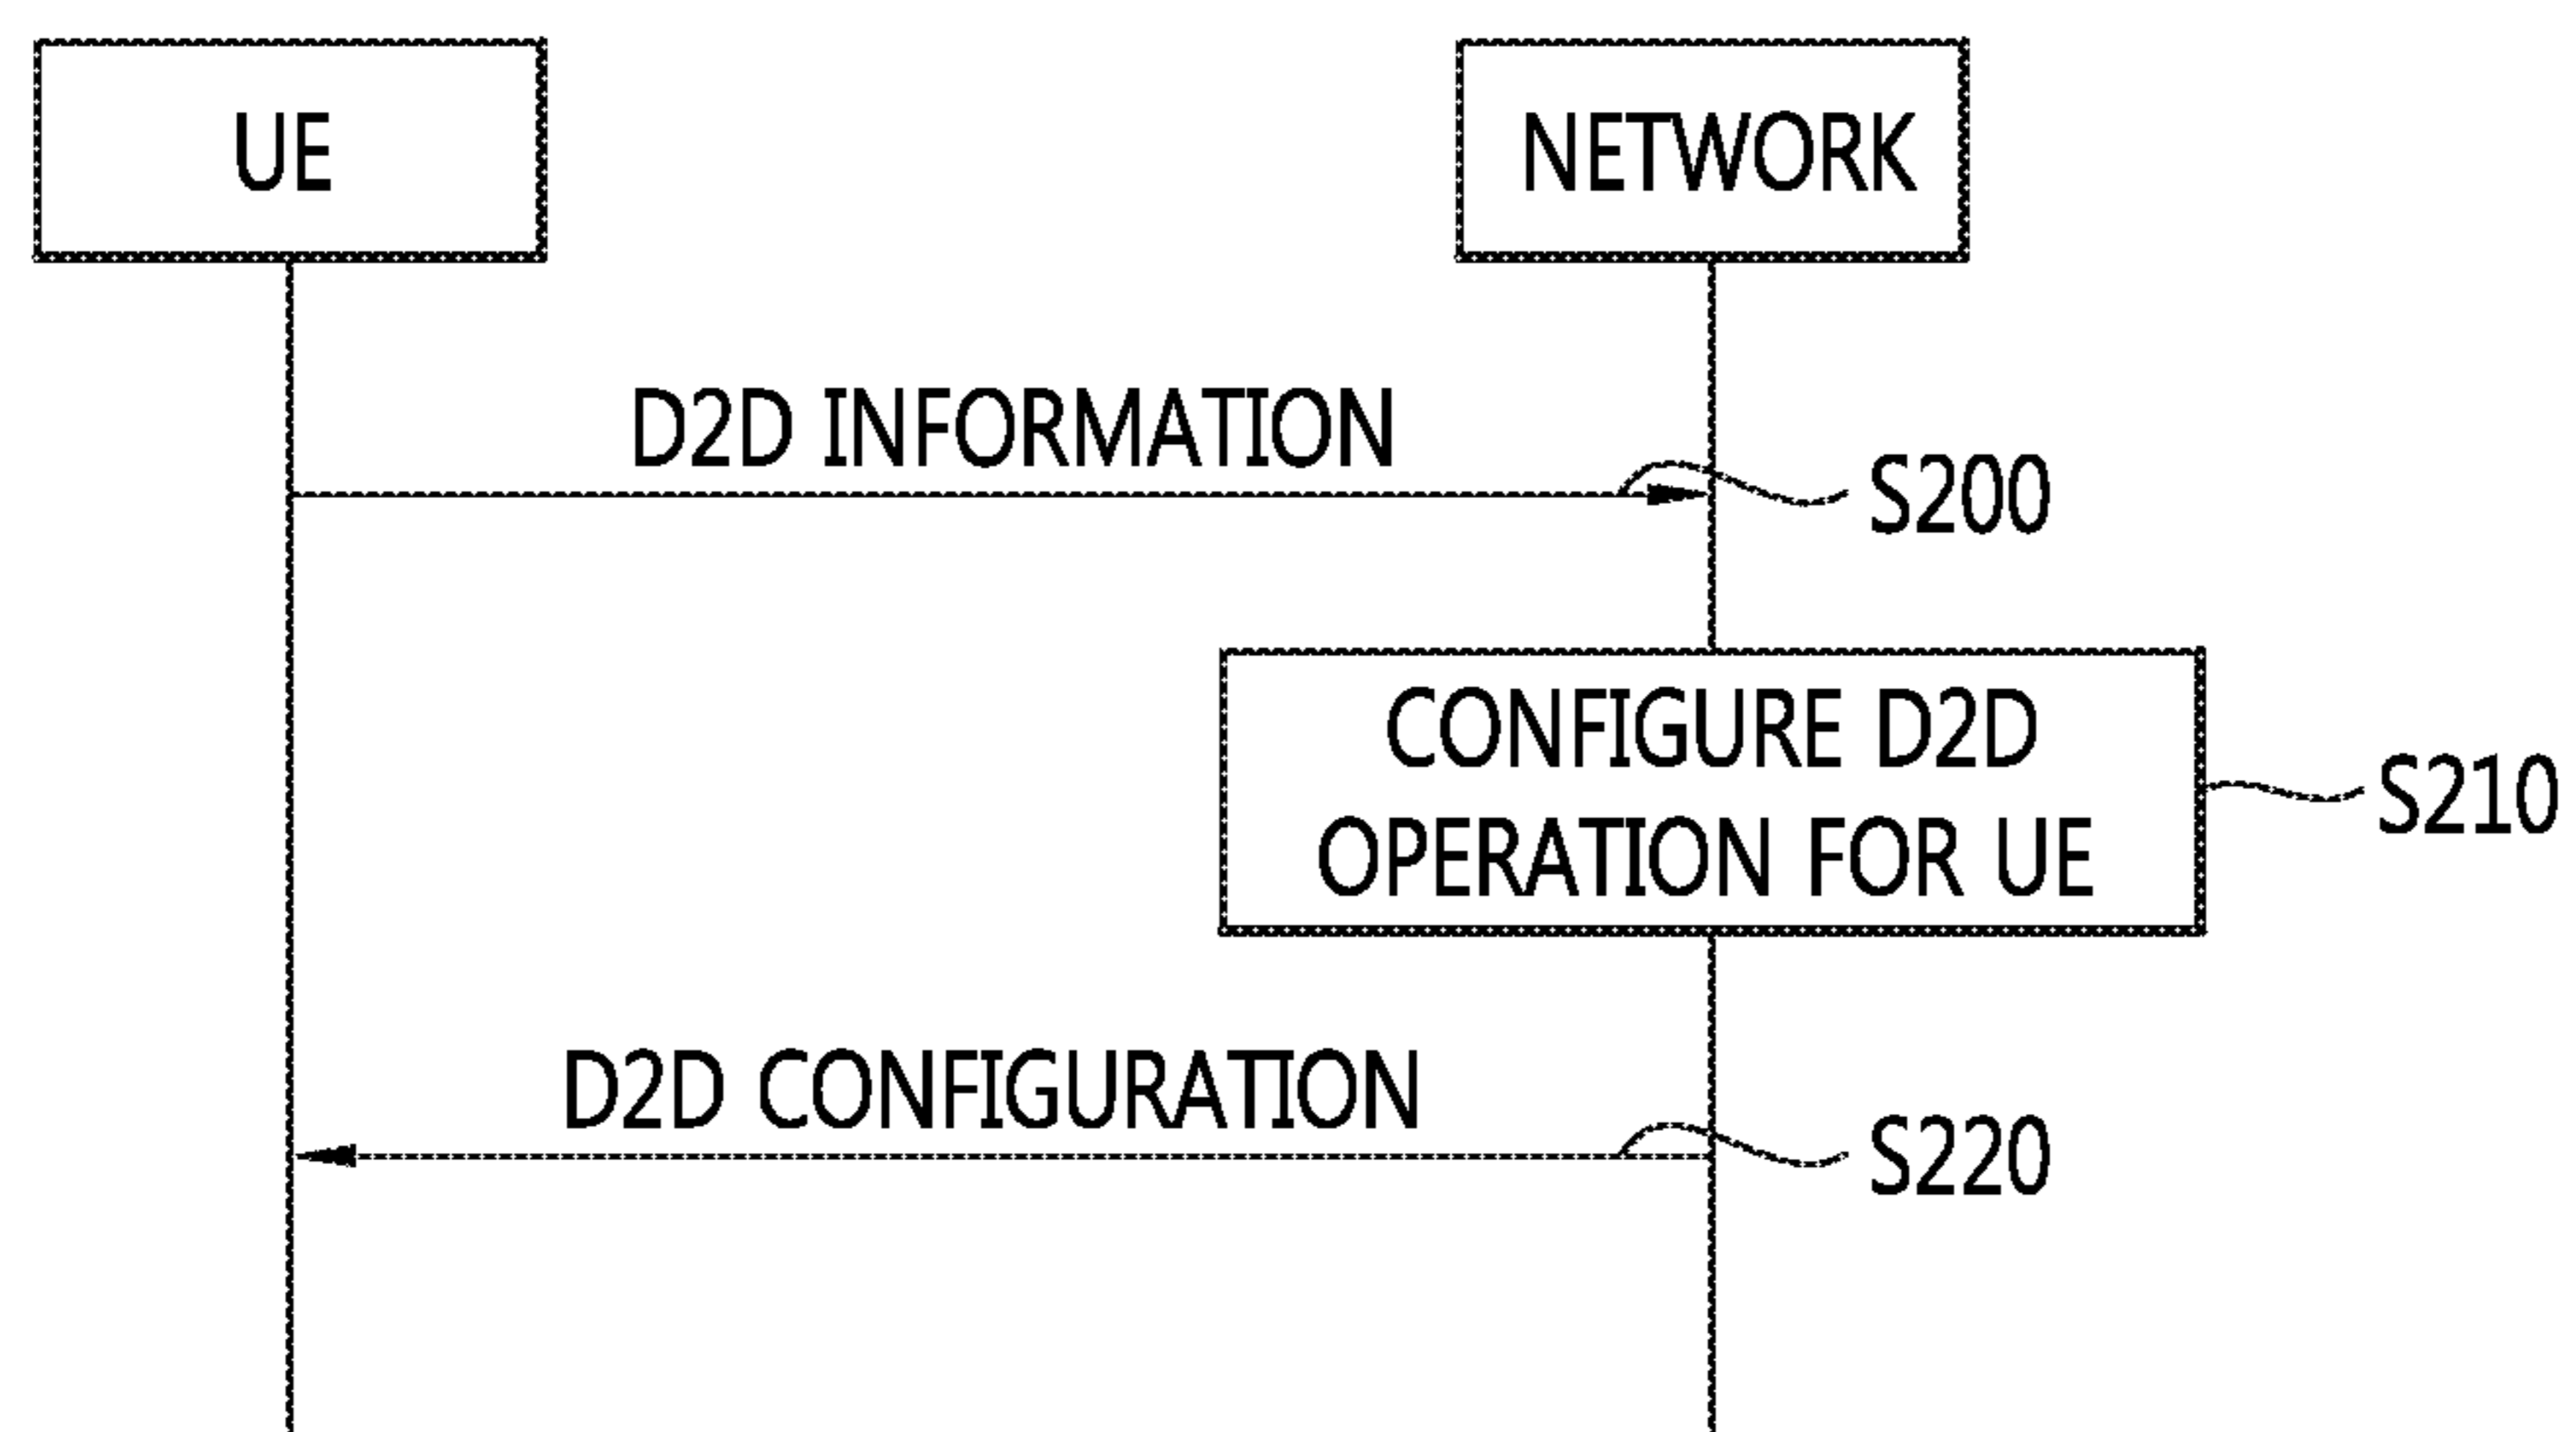 UE
NETWORK
D2D INFORMATION
S200
CONFIGURE D2D
OPERATION FOR UE
S210
D2D CONFIGURATION
S220